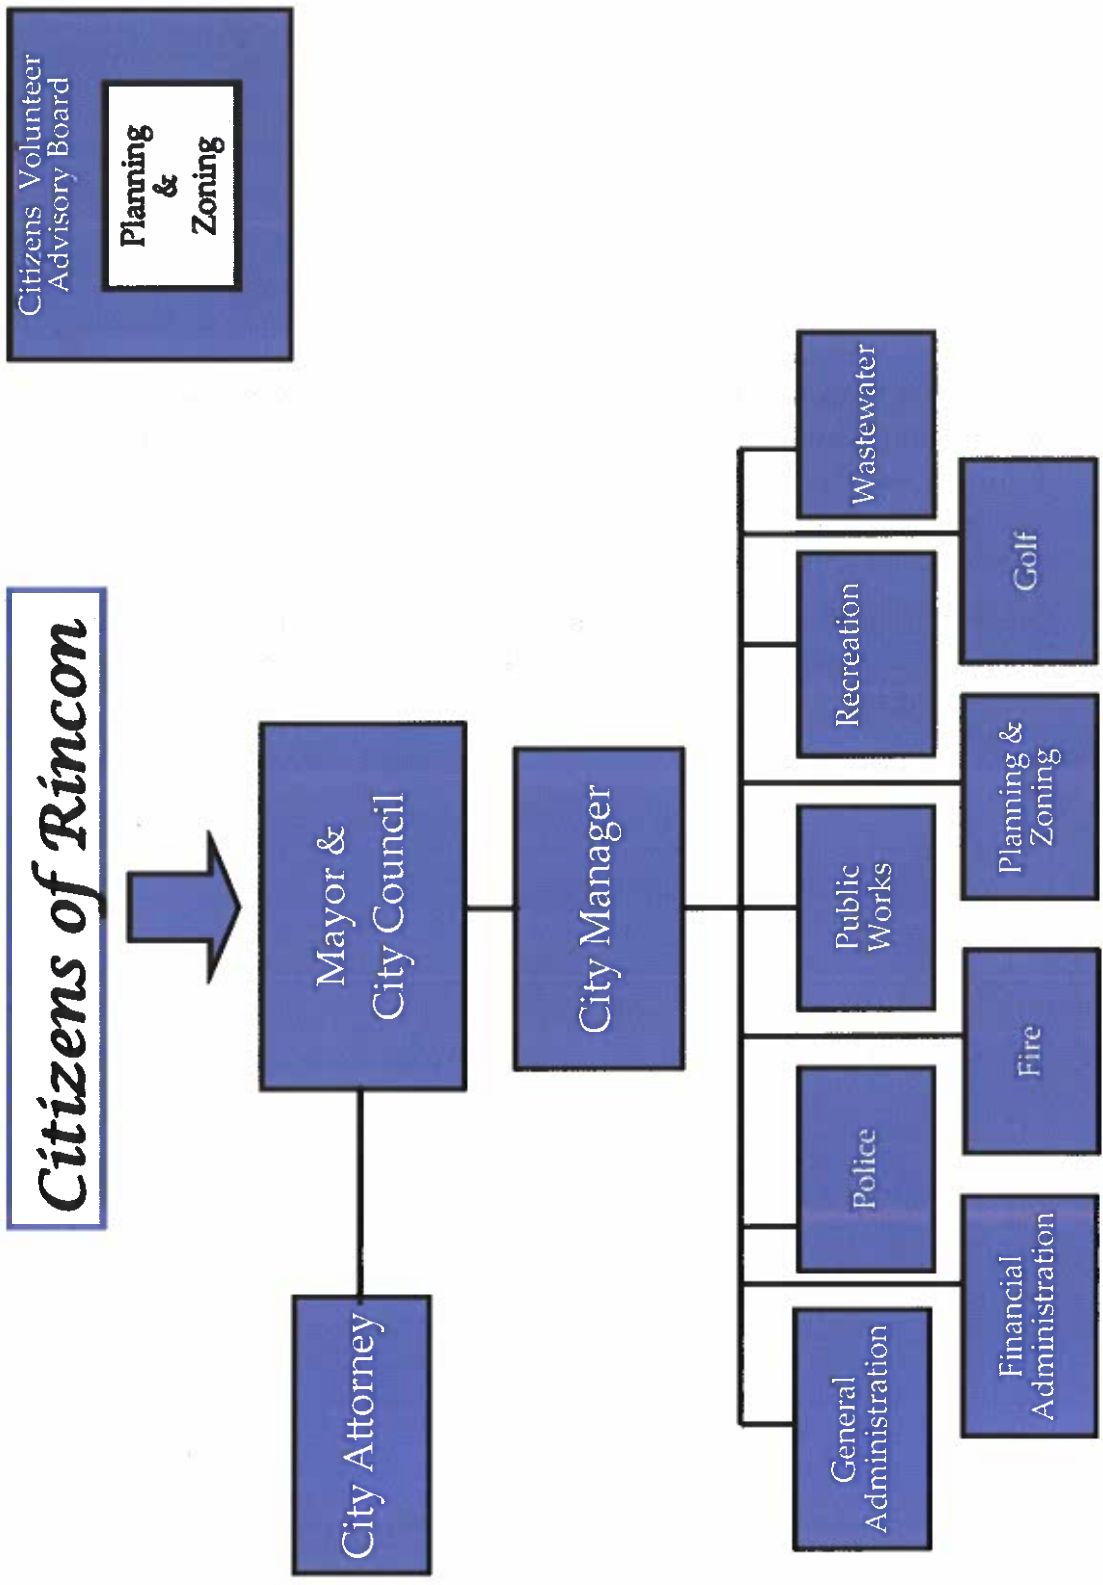 Citizens of Rincon
Citizens Volunteer
Advisory Board
Planning
&
Zoning
City Attorney
Mayor &
City Council
City Manager
General
Administration
Police
Public
Works
Recreation
Wastewater
Financial
Administration
Fire
Planning &
Zoning
Golf